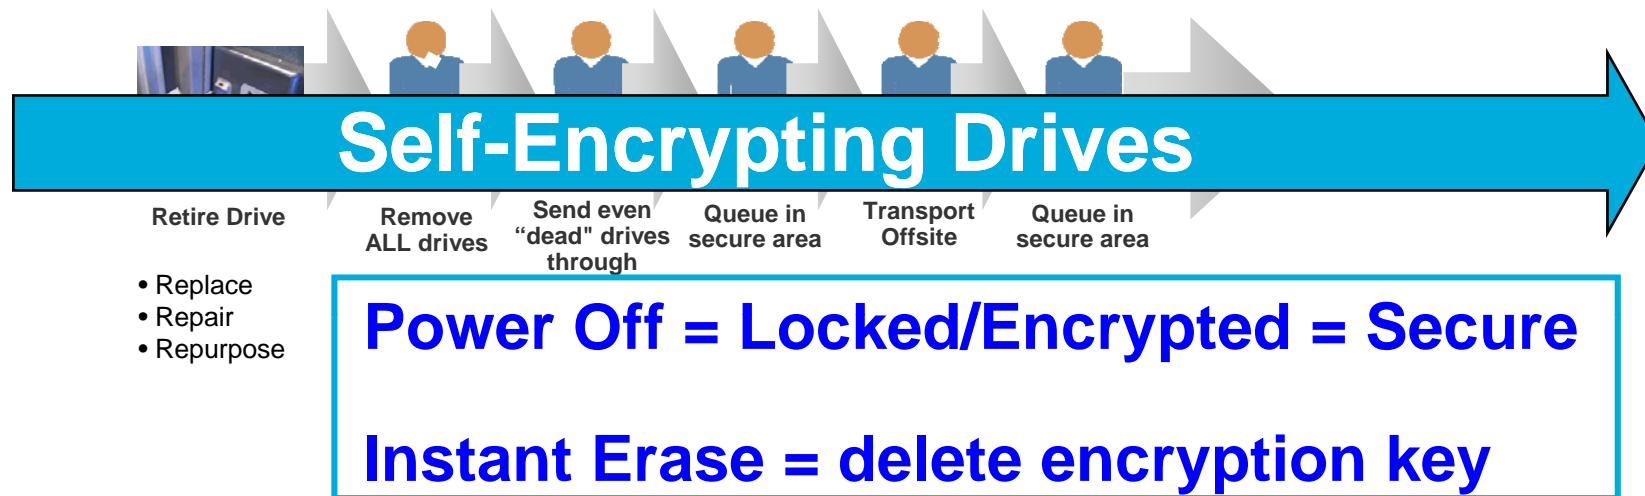 Self-Encrypting Drives
Retire Drive
Remove
ALL drives
Send even
“dead" drives
through
Queue in
secure area
Transport
Offsite
Queue in
secure area
• Replace
• Repair
• Repurpose
Power Off = Locked/Encrypted = Secure
Instant Erase = delete encryption key